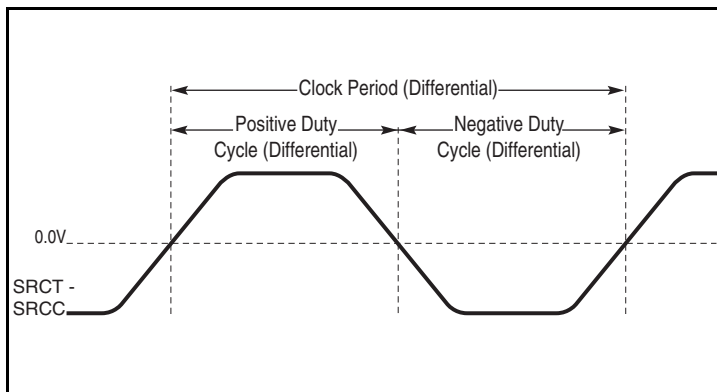 Clock Period (Differential)
Positive Duty
Cycle (Differential)
Negative Duty
Cycle (Differential)
0.0V
SRCT -
SRCC